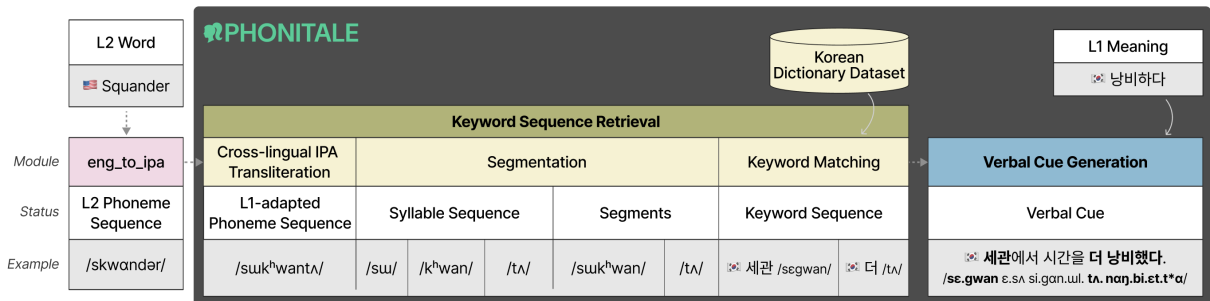 PHONITALE
L2 Word
🇺🇸 Squander
Korean
Dictionary Dataset
L1 Meaning
🇰🇷 낭비하다
Keyword Sequence Retrieval
Module
eng_to_ipa
Cross-lingual IPA
Transliteration
Segmentation
Keyword Matching
Verbal Cue Generation
Status
L2 Phoneme
Sequence
L1-adapted
Phoneme Sequence
Syllable Sequence
Segments
Keyword Sequence
Verbal Cue
Example
/skwɑndər/
/sɯkʰwantʌ/
/sɯ/
/kʰwan/
/tʌ/
/sɯkʰwan/
/tʌ/
🇰🇷 세관 /sɛgwan/
🇰🇷 더 /tʌ/
🇰🇷 세관에서 시간을 더 낭비했다.
/sɛ.gwan ɛ.sʌ si.gɑn.ɯl. tʌ. nɑŋ.bi.ɛt.t*ɑ/